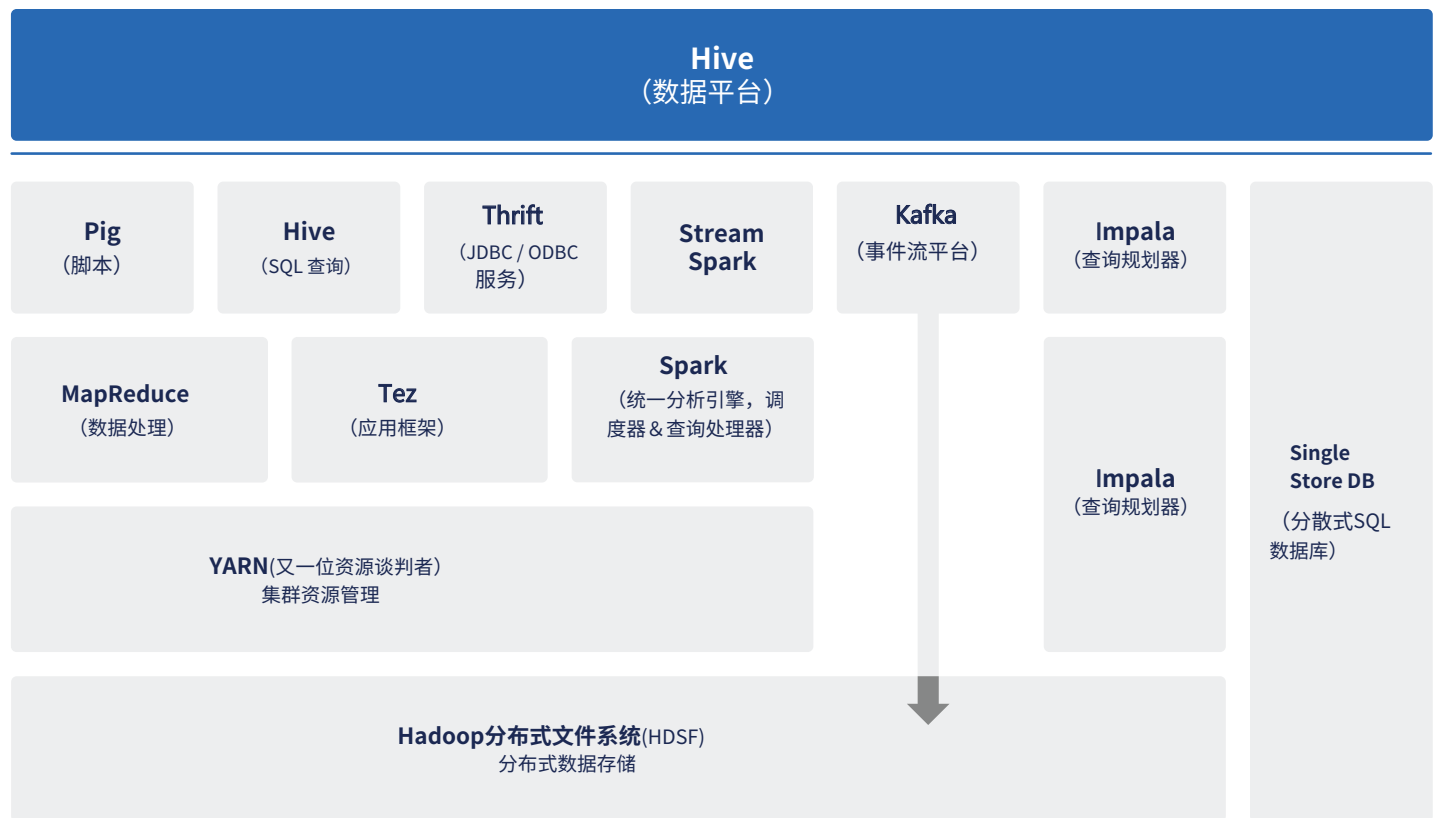 Hive
（数据平台）
Pig
（脚本）
Hive
（SQL 查询）
Thrift
（JDBC / ODBC
服务）
Stream
Spark
Kafka
（事件流平台）
Impala
（查询规划器）
MapReduce
（数据处理）
Tez
（应用框架）
Spark
（统一分析引擎，调
度器＆查询处理器）
Impala
（查询规划器）
Single
Store DB
（分散式SQL
数据库）
YARN(又一位资源谈判者）
集群资源管理
Hadoop分布式文件系统(HDSF)
分布式数据存储